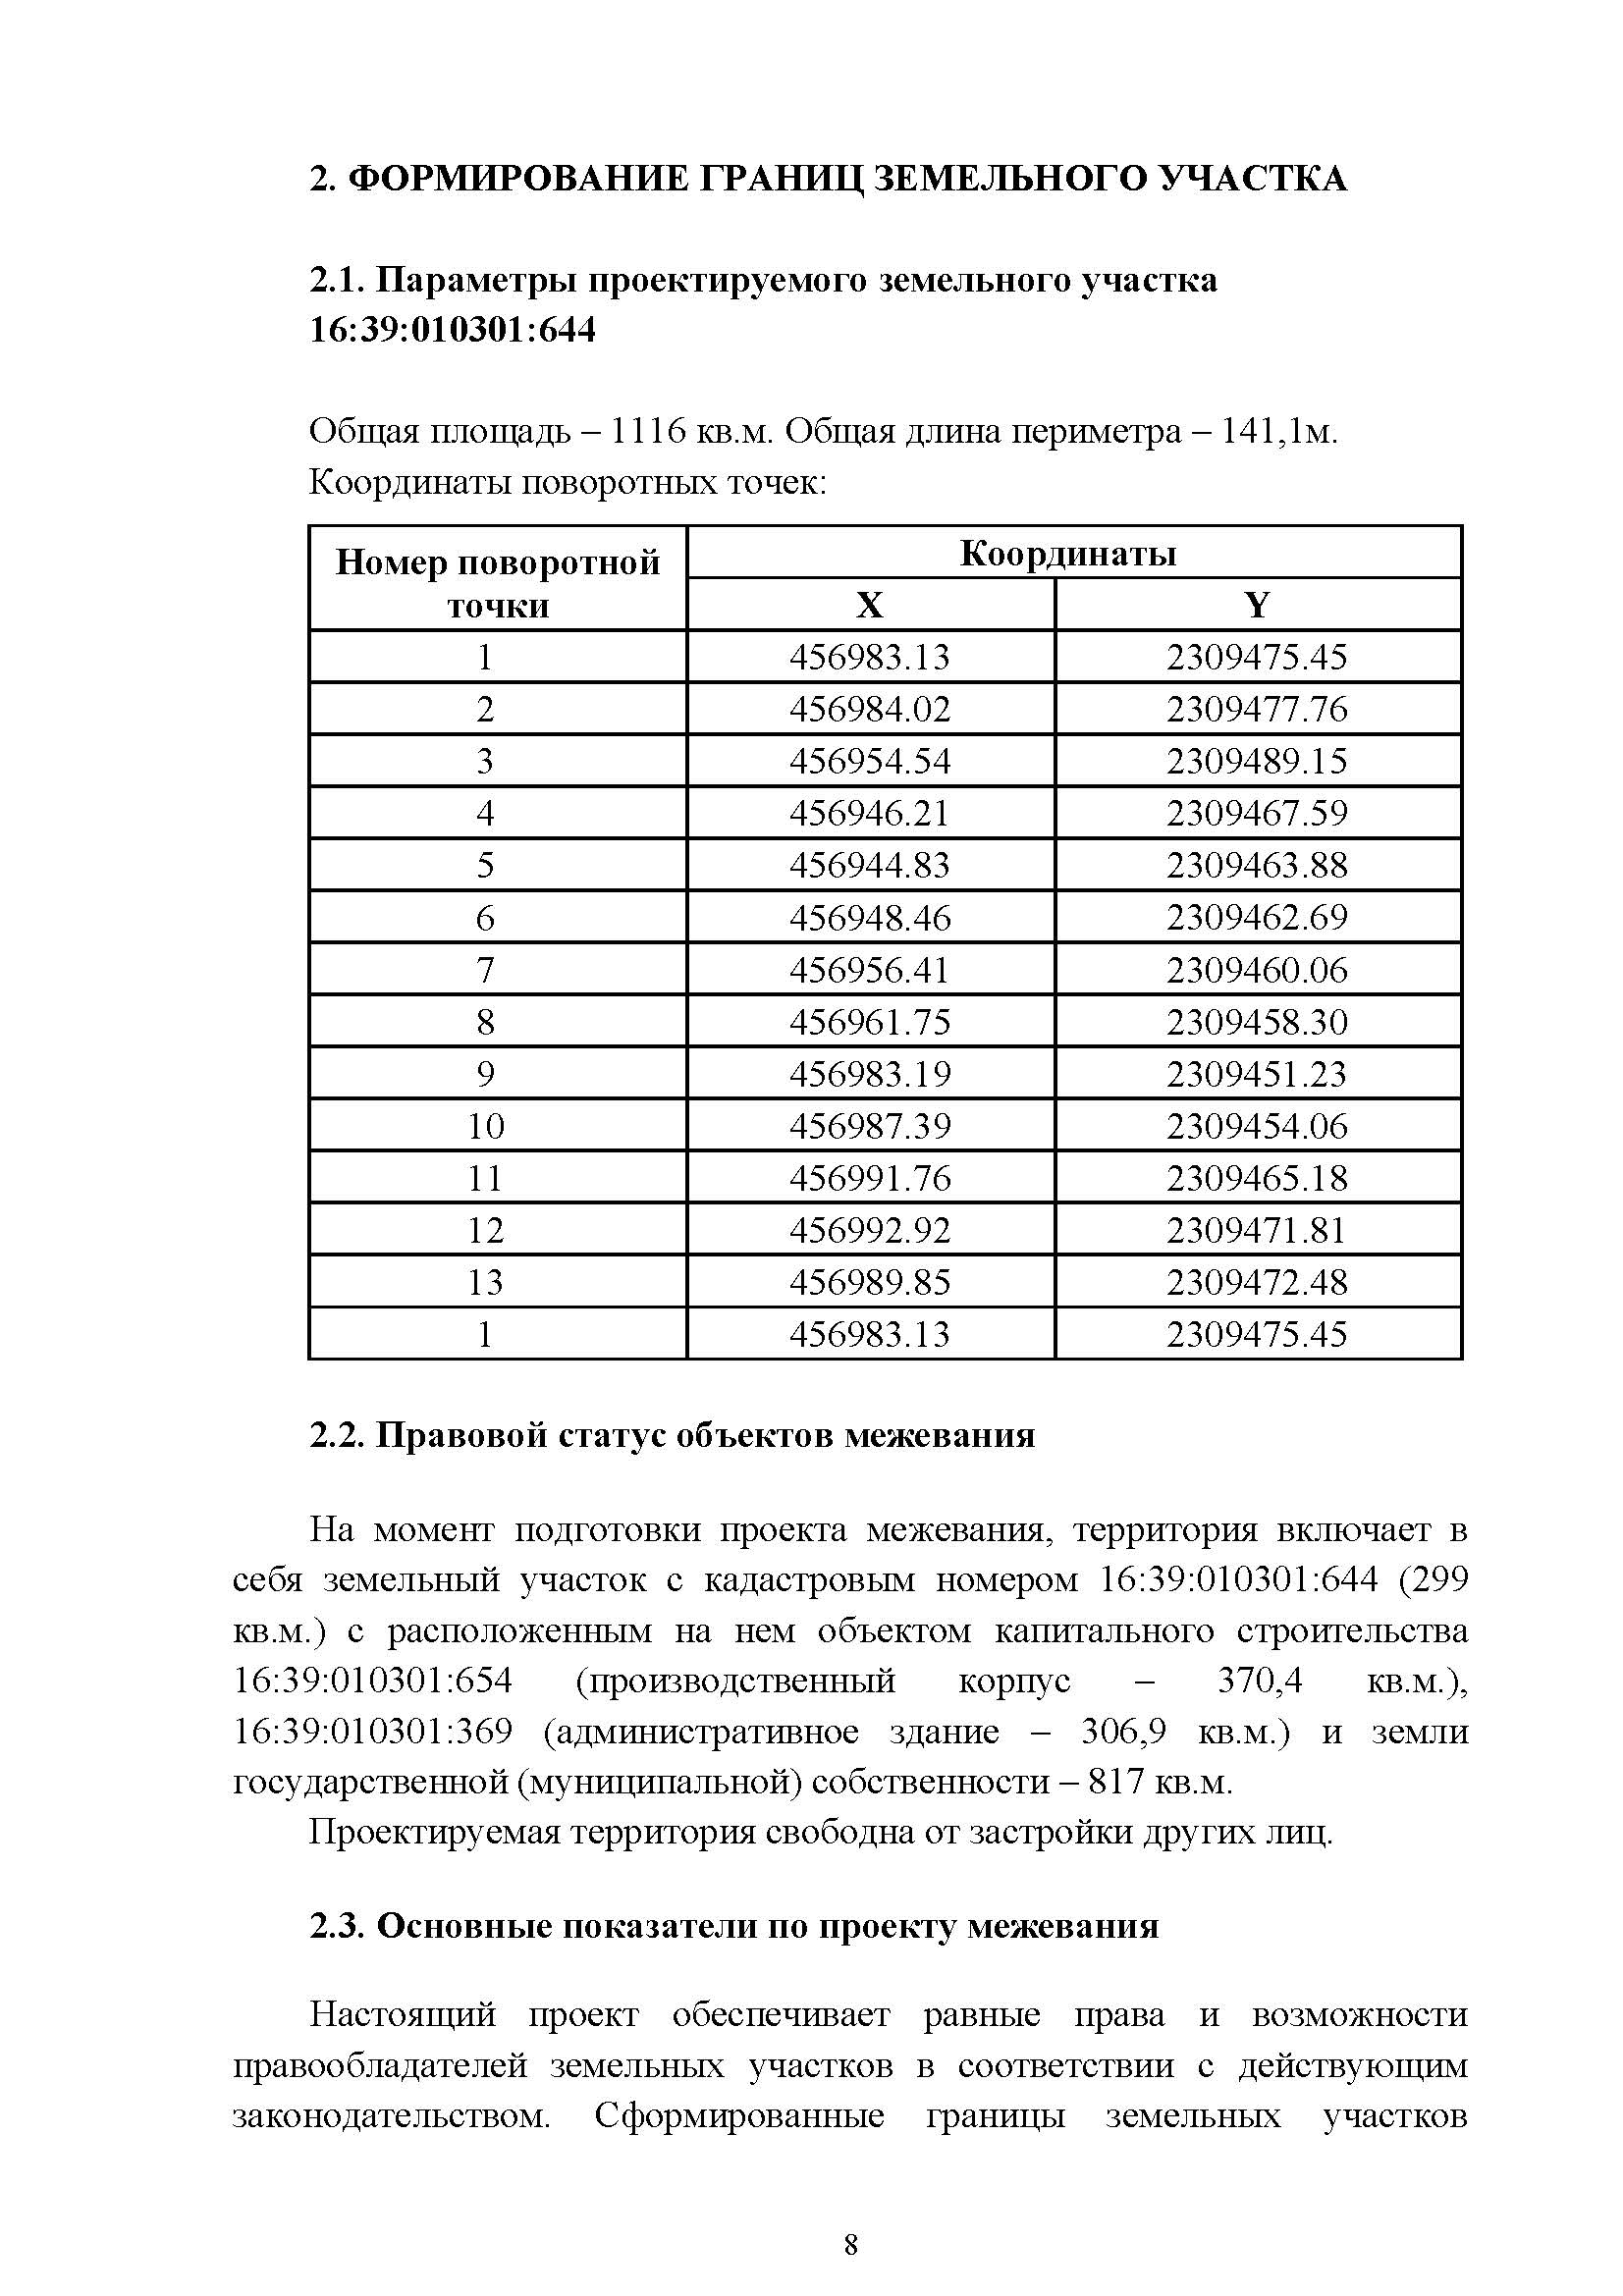 2. ФОРМИРОВАНИЕ ГРАНИЦ ЗЕМЕЛЬНОГО УЧАСТКА
2.1. Параметры проектируемого земельного участка
16:39:010301:644
Общая площадь – 1116 кв.м. Общая длина периметра – 141,1м.
Координаты поворотных точек:
Номер поворотной точки Координаты
X Y
1 456983.13 2309475.45
2 456984.02 2309477.76
3 456954.54 2309489.15
4 456946.21 2309467.59
5 456944.83 2309463.88
6 456948.46 2309462.69
7 456956.41 2309460.06
8 456961.75 2309458.30
9 456983.19 2309451.23
10 456987.39 2309454.06
11 456991.76 2309465.18
12 456992.92 2309471.81
13 456989.85 2309472.48
1 456983.13 2309475.45
2.2. Правовой статус объектов межевания
На момент подготовки проекта межевания, территория включает в
себя земельный участок с кадастровым номером 16:39:010301:644 (299
кв.м.) с расположенным на нем объектом капитального строительства
16:39:010301:654 (производственный корпус – 370,4 кв.м.),
16:39:010301:369 (административное здание – 306,9 кв.м.) и земли
государственной (муниципальной) собственности – 817 кв.м.
Проектируемая территория свободна от застройки других лиц.
2.3. Основные показатели по проекту межевания
Настоящий проект обеспечивает равные права и возможности
правообладателей земельных участков в соответствии с действующим
законодательством. Сформированные границы земельных участков
8